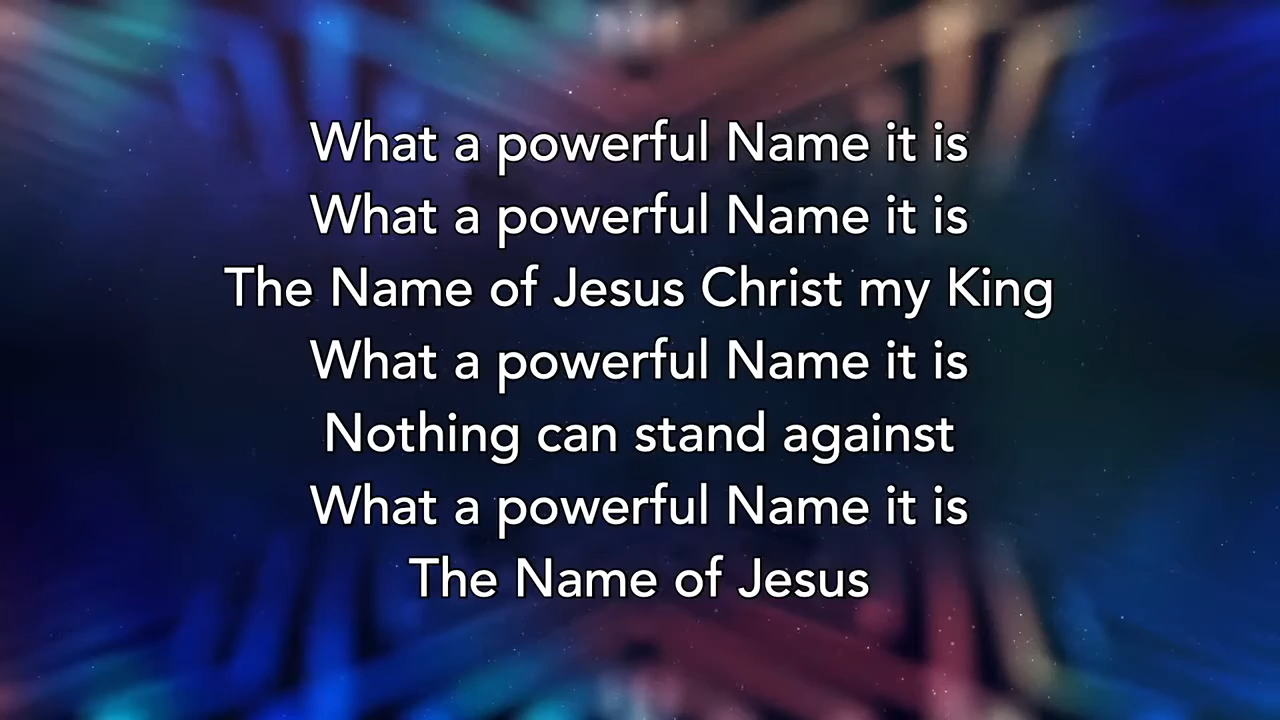 What a powerful Name it is
What a powerful Name it is
The Name of Jesus Christ my King
What a powerful Name it is
Nothing can stand against
What a powerful Name it is
The Name of Jesus